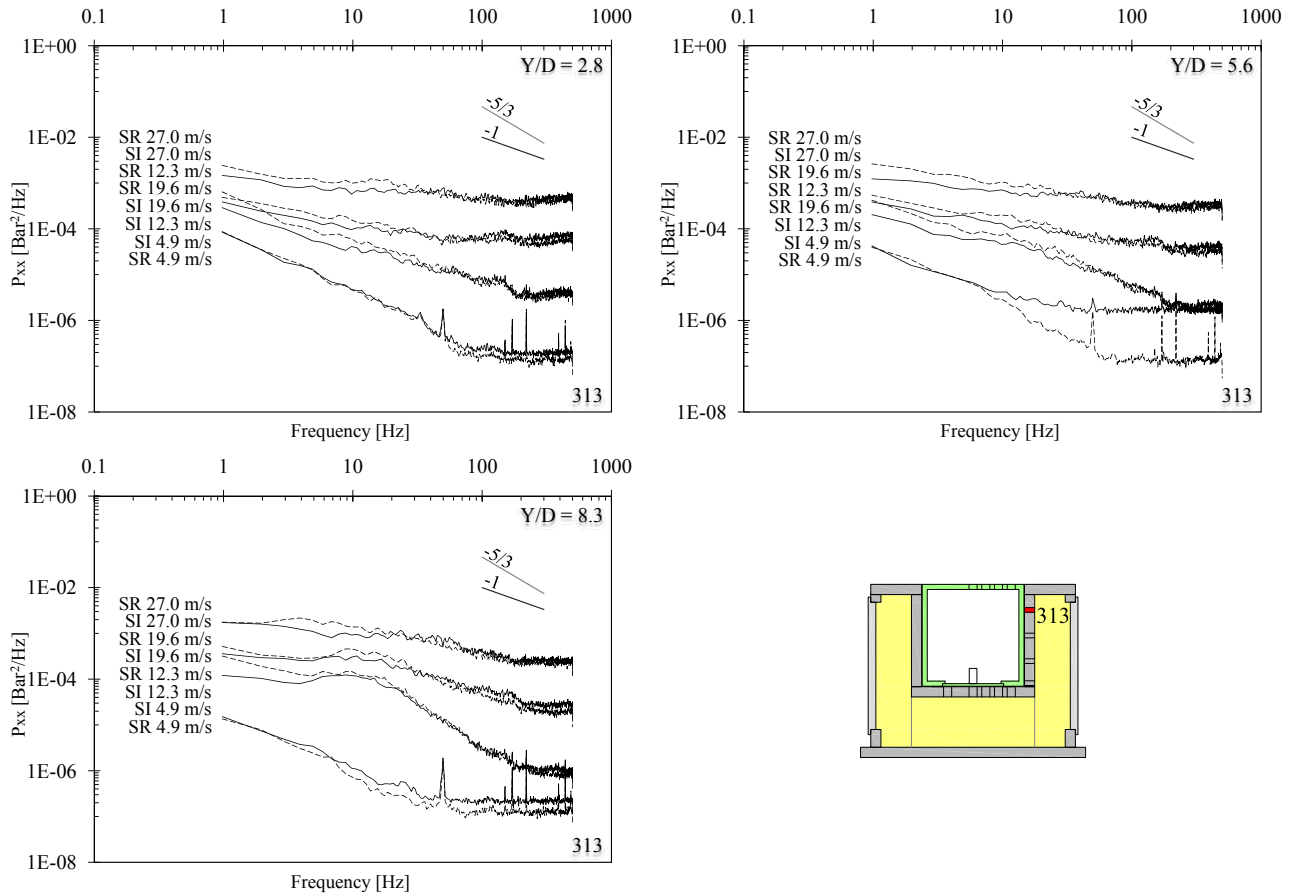 0.1 1 10 100 1000
1E+00
Y/D = 2.8
-5/3
-1
1E-02
SR 27.0 m/s
SI 27.0 m/s
SR 12.3 m/s
SR 19.6 m/s
SI 19.6 m/s
SI 12.3 m/s
SI 4.9 m/s
SR 4.9 m/s
1E-04
1E-06
1E-08
Pxx [Bar²/Hz]
313
Frequency [Hz]
0.1 1 10 100 1000
1E+00
Y/D = 5.6
-5/3
-1
1E-02
SR 27.0 m/s
SI 27.0 m/s
SR 19.6 m/s
SR 12.3 m/s
SR 19.6 m/s
SR 12.3 m/s
SI 4.9 m/s
SR 4.9 m/s
1E-04
1E-06
1E-08
Pxx [Bar²/Hz]
313
Frequency [Hz]
0.1 1 10 100 1000
1E+00
Y/D = 8.3
-5/3
-1
1E-02
SR 27.0 m/s
SI 27.0 m/s
SR 19.6 m/s
SI 19.6 m/s
SR 12.3 m/s
SI 12.3 m/s
SI 4.9 m/s
SR 4.9 m/s
1E-04
1E-06
1E-08
Pxx [Bar²/Hz]
313
Frequency [Hz]
313